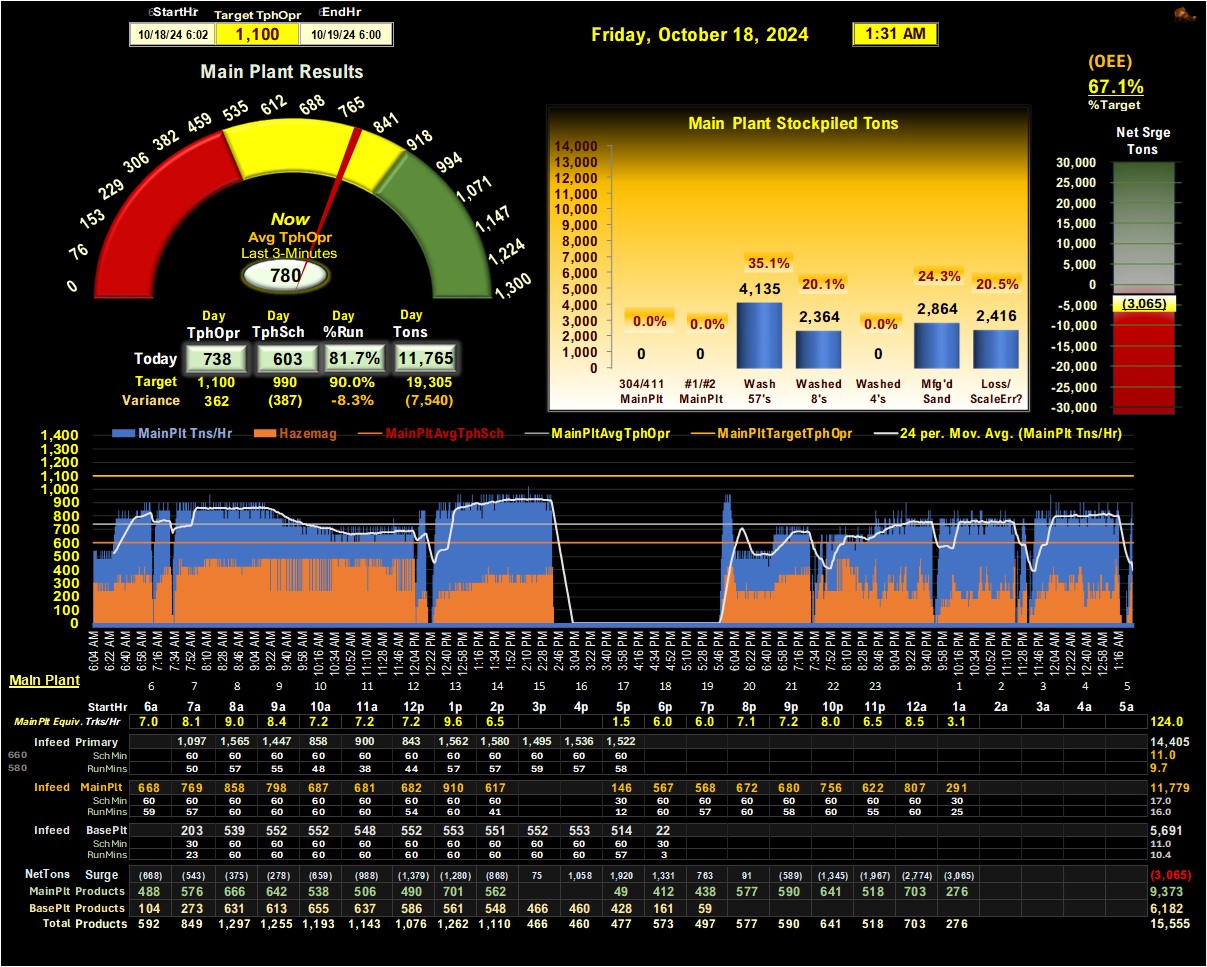 StartHr Target TphOpr EndHr
10/18/24 6:02 1,100 10/19/24 6:00
Friday, October 18, 2024 1:31 AM
(OEE)
67.1%
%Target
Main Plant Results
0 76 153 229 306 382 459 535 612 688 765 841 918 994 1,071 1,147 1,224 1,300
Now
Avg TphOpr
Last 3-Minutes
780
Day Day Day Day
TphOpr TphSch %Run Tons
Today 738 603 81.7% 11,765
Target 1,100 990 90.0% 19,305
Variance 362 (387) -8.3% (7,540)
Main Plant Stockpiled Tons
14,000
13,000
12,000
11,000
10,000
9,000
8,000
7,000
6,000
5,000
4,000
3,000
2,000
1,000
0
0.0% 0.0% 35.1% 20.1% 0.0% 24.3% 20.5%
0 0 4,135 2,364 0 2,864 2,416
304/411 #1/#2 Wash Washed Washed Mfg'd Loss/
MainPlt MainPlt 57's 8's 4's Sand ScaleErr?
Net Srge
Tons
30,000
25,000
20,000
15,000
10,000
5,000
0
-5,000
-10,000
-15,000
-20,000
-25,000
-30,000
(3,065)
MainPlt Tns/Hr Hazemag MainPltAvgTphSch MainPltAvgTphOpr MainPltTargetTphOpr 24 per. Mov. Avg. (MainPlt Tns/Hr)
1,400
1,300
1,200
1,100
1,000
900
800
700
600
500
400
300
200
100
0
6:04 AM 6:22 AM 6:40 AM 6:58 AM 7:16 AM 7:34 AM 7:52 AM 8:10 AM 8:28 AM 8:46 AM 9:04 AM 9:22 AM 9:40 AM 9:58 AM 10:16 AM 10:34 AM 10:52 AM 11:10 AM 11:28 AM 11:46 AM 12:04 PM 12:22 PM 12:40 PM 12:58 PM 1:16 PM 1:34 PM 1:52 PM 2:10 PM 2:28 PM 2:46 PM 3:04 PM 3:22 PM 3:40 PM 3:58 PM 4:16 PM 4:34 PM 4:52 PM 5:10 PM 5:28 PM 5:46 PM 6:04 PM 6:22 PM 6:40 PM 6:58 PM 7:16 PM 7:34 PM 7:52 PM 8:10 PM 8:28 PM 8:46 PM 9:04 PM 9:22 PM 9:40 PM 9:58 PM 10:16 PM 10:34 PM 10:52 PM 11:10 PM 11:28 PM 11:46 PM 12:04 AM 12:22 AM 12:40 AM 12:58 AM 1:16 AM
Main Plant
6 7 8 9 10 11 12 13 14 15 16 17 18 19 20 21 22 23 1 2 3 4 5
StartHr 6a 7a 8a 9a 10a 11a 12p 1p 2p 3p 4p 5p 6p 7p 8p 9p 10p 11p 12a 1a 2a 3a 4a 5a
MainPlt Equiv. Trks/Hr 7.0 8.1 9.0 8.4 7.2 7.2 7.2 9.6 6.5 1.5 6.0 6.0 7.1 7.2 8.0 6.5 8.5 3.1 124.0
Infeed Primary 1,097 1,565 1,447 858 900 843 1,562 1,580 1,495 1,536 1,522 14,405
660 SchMin 60 60 60 60 60 60 60 60 60 60 60 11.0
580 RunMins 50 57 55 48 38 44 57 57 59 57 58 9.7
Infeed MainPlt 668 769 858 798 687 681 682 910 617 146 567 568 672 680 756 622 807 291 11,779
SchMin 60 60 60 60 60 60 60 60 60 30 60 60 60 60 60 60 60 30 17.0
RunMins 59 57 60 60 60 60 54 60 41 12 60 57 60 58 60 55 60 25 16.0
Infeed BasePlt 203 539 552 552 548 552 553 551 552 553 514 22 5,691
SchMin 30 60 60 60 60 60 60 60 60 60 60 30 11.0
RunMins 23 60 60 60 60 60 60 60 60 60 57 3 10.4
NetTons Surge (668) (543) (375) (278) (659) (988) (1,379) (1,280) (868) 75 1,058 1,920 1,331 763 91 (589) (1,345) (1,967) (2,774) (3,065) (3,065)
MainPlt Products 488 576 666 642 538 506 490 701 562 49 412 438 577 590 641 518 703 276 9,373
BasePlt Products 104 273 631 613 655 637 586 561 548 466 460 428 161 59 6,182
Total Products 592 849 1,297 1,255 1,193 1,143 1,076 1,262 1,110 466 460 477 573 497 577 590 641 518 703 276 15,555